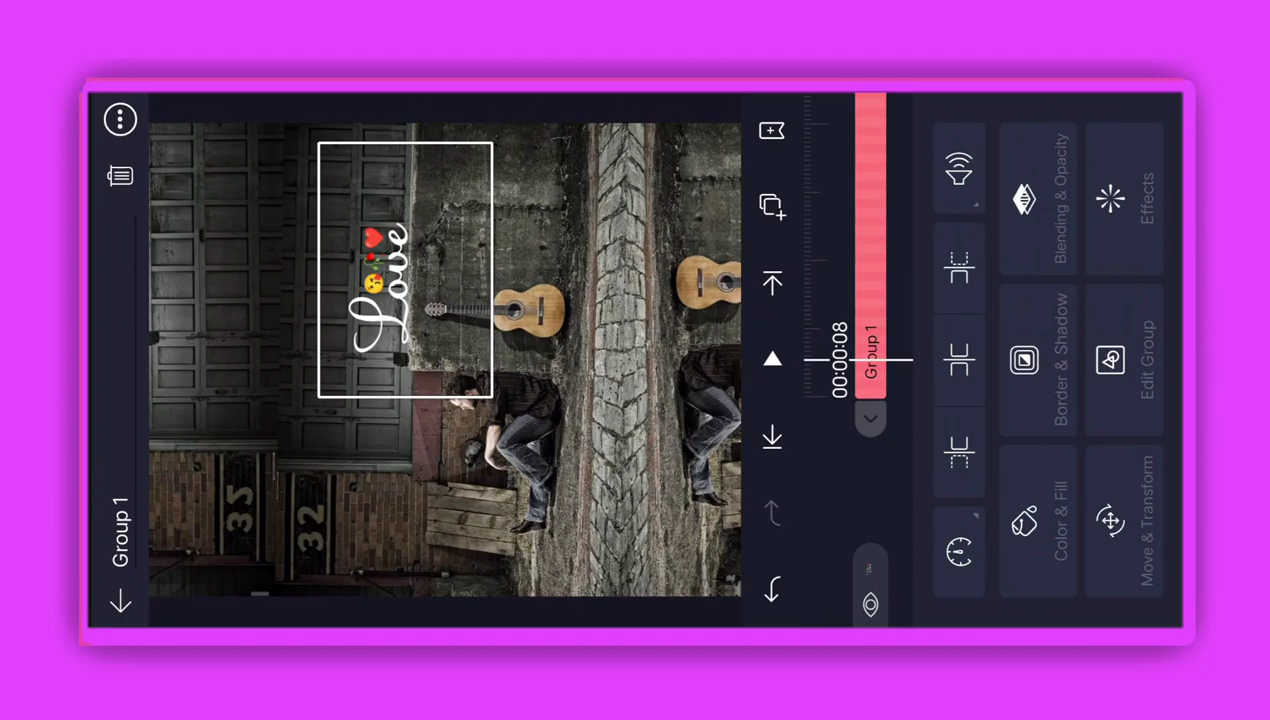 Group 1
35
32
Love
00:00:08
Group 1
Color & Fill
Border & Shadow
Blending & Opacity
Move & Transform
Edit Group
Effects